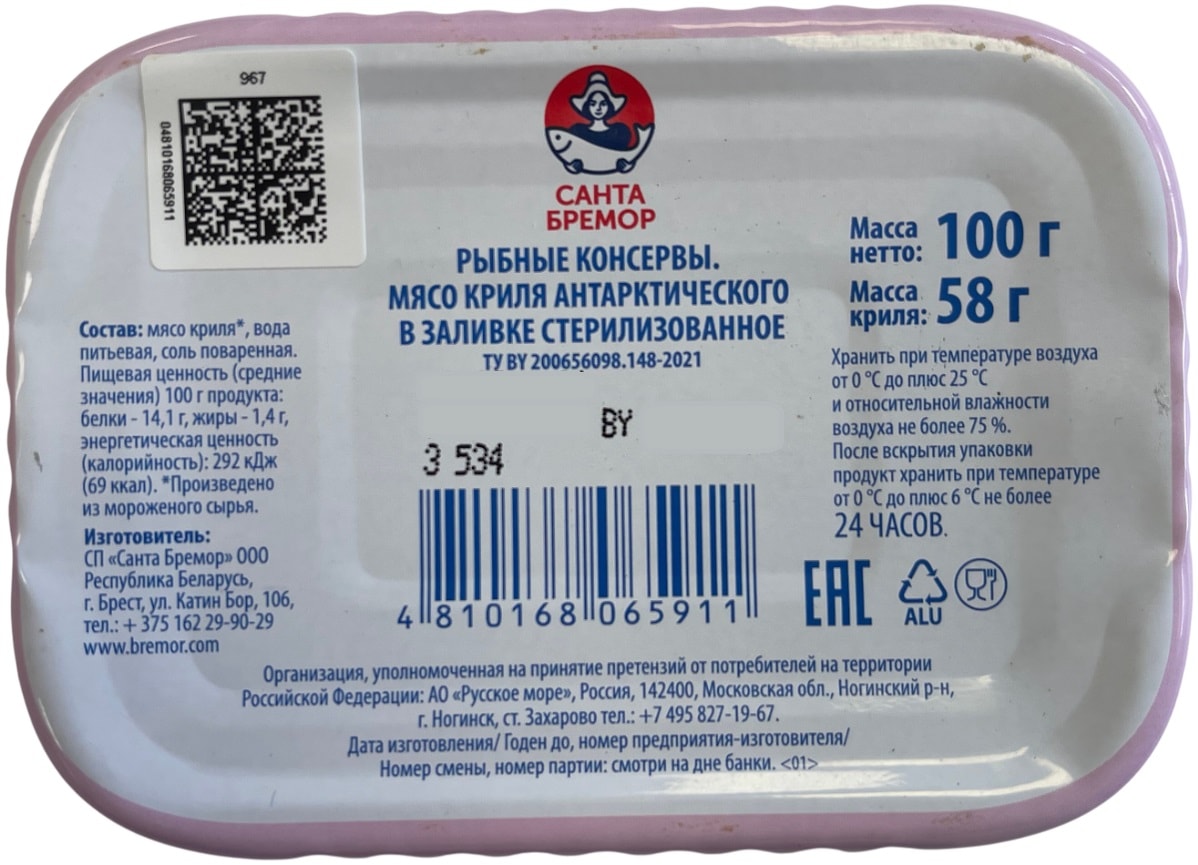 967
04810168065911
САНТА
БРЕМОР
РЫБНЫЕ КОНСЕРВЫ.
МЯСО КРИЛЯ АНТАРКТИЧЕСКОГО
В ЗАЛИВКЕ СТЕРИЛИЗОВАННОЕ
ТУ BY 200656098.148-2021
Масса нетто: 100 г
Масса криля: 58 г
Состав: мясо криля*, вода
питьевая, соль поваренная.
Пищевая ценность (средние
значения) 100 г продукта:
белки - 14,1 г, жиры - 1,4 г,
энергетическая ценность
(калорийность): 292 кДж
(69 ккал). *Произведено
из мороженого сырья.
Изготовитель:
СП «Санта Бремор» ООО
Республика Беларусь,
г. Брест, ул. Катин Бор, 106,
тел.: + 375 162 29-90-29
www.bremor.com
BY
3 534
4 810168 065911
Хранить при температуре воздуха
от 0 °С до плюс 25 °С
и относительной влажности
воздуха не более 75 %.
После вскрытия упаковки
продукт хранить при температуре
от 0 °С до плюс 6 °С не более
24 ЧАСОВ.
EAC
ALU
Организация, уполномоченная на принятие претензий от потребителей на территории
Российской Федерации: АО «Русское море», Россия, 142400, Московская обл., Ногинский р-н,
г. Ногинск, ст. Захарово тел.: +7 495 827-19-67.
Дата изготовления/ Годен до, номер предприятия-изготовителя/
Номер смены, номер партии: смотри на дне банки. <01>